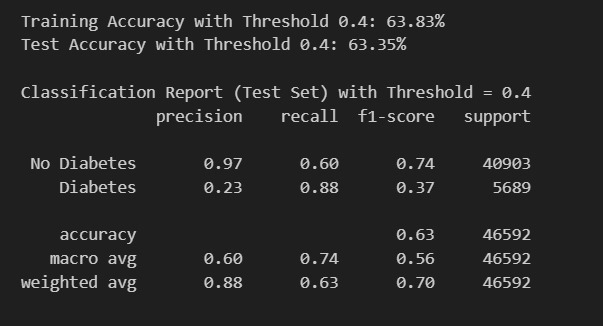 Training Accuracy with Threshold 0.4: 63.83%
Test Accuracy with Threshold 0.4: 63.35%
Classification Report (Test Set) with Threshold = 0.4
precision recall f1-score support
No Diabetes 0.97 0.60 0.74 40903
Diabetes 0.23 0.88 0.37 5689
accuracy 0.63 46592
macro avg 0.60 0.74 0.56 46592
weighted avg 0.88 0.63 0.70 46592